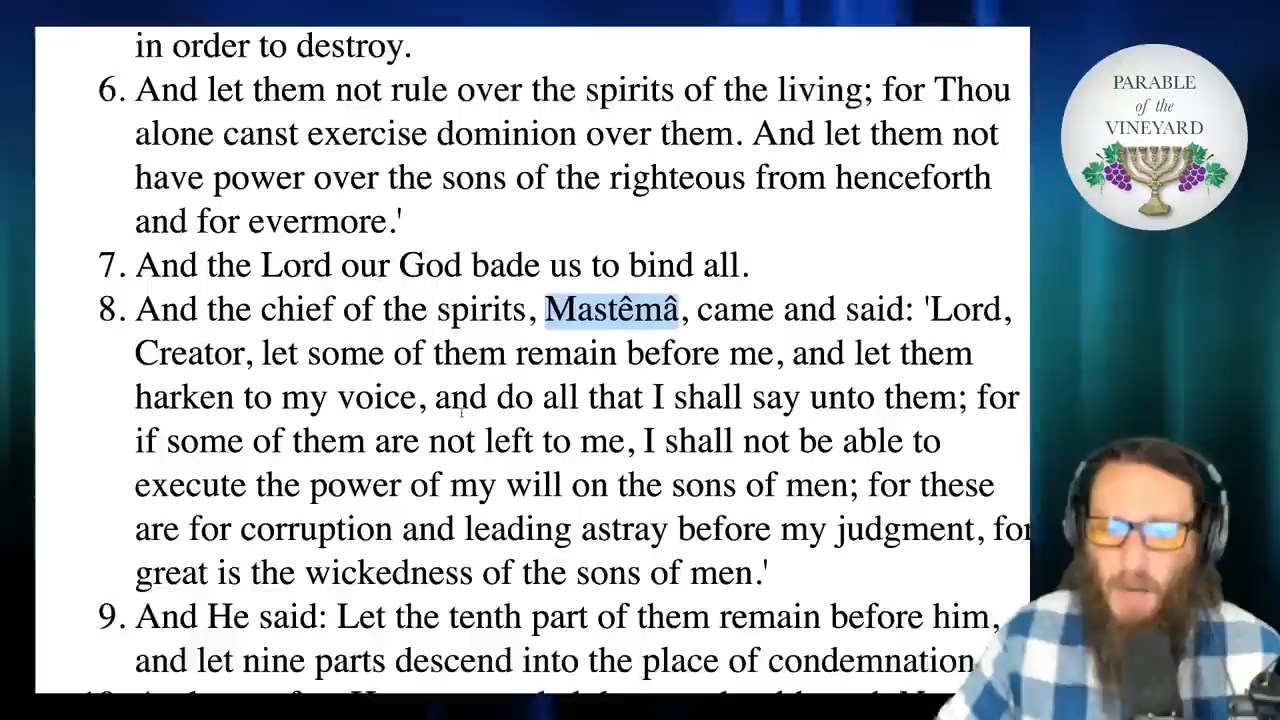 in order to destroy.
6. And let them not rule over the spirits of the living; for Thou
alone canst exercise dominion over them. And let them not
have power over the sons of the righteous from henceforth
and for evermore.'
7. And the Lord our God bade us to bind all.
8. And the chief of the spirits, Mastêmâ, came and said: 'Lord,
Creator, let some of them remain before me, and let them
harken to my voice, and do all that I shall say unto them; for
if some of them are not left to me, I shall not be able to
execute the power of my will on the sons of men; for these
are for corruption and leading astray before my judgment, for
great is the wickedness of the sons of men.'
9. And He said: Let the tenth part of them remain before him,
and let nine parts descend into the place of condemnation
PARABLE
of the
VINEYARD